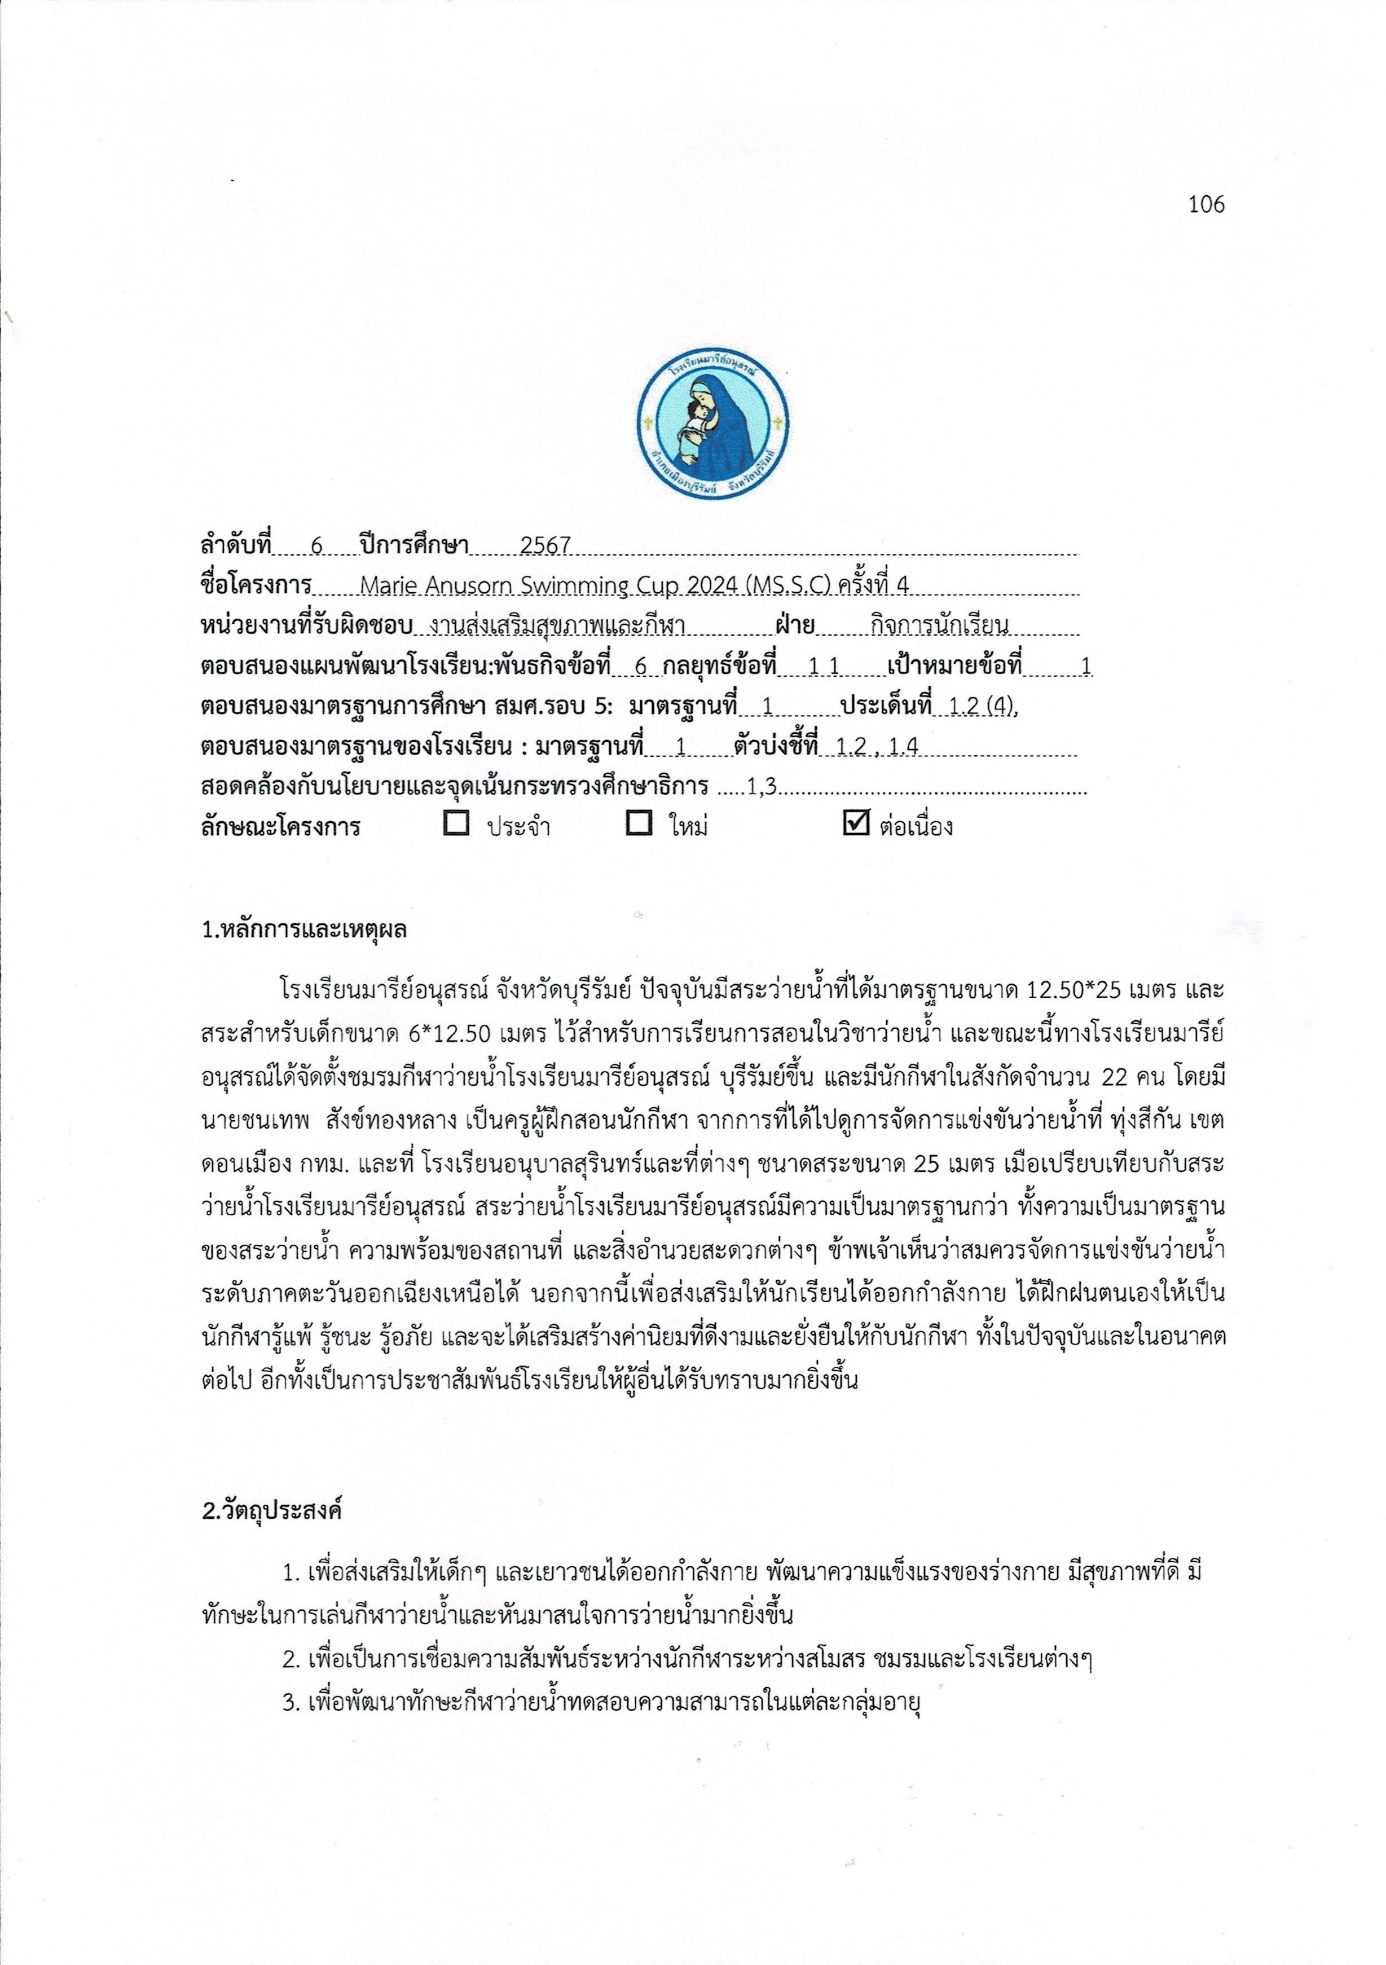 106
โรงเรียนมารีย์อนุสรณ์
อำเภอเมืองบุรีรัมย์ จังหวัดบุรีรัมย์
ลำดับที่ 6 ปีการศึกษา 2567
ชื่อโครงการ Marie Anusorn Swimming Cup 2024 (MS.S.C) ครั้งที่ 4
หน่วยงานที่รับผิดชอบ งานส่งเสริมสุขภาพและกีฬา ฝ่าย กิจการนักเรียน
ตอบสนองแผนพัฒนาโรงเรียน:พันธกิจข้อที่ 6 กลยุทธ์ข้อที่ 1 1 เป้าหมายข้อที่ 1
ตอบสนองมาตรฐานการศึกษา สมศ.รอบ 5: มาตรฐานที่ 1 ประเด็นที่ 1.2 (4),
ตอบสนองมาตรฐานของโรงเรียน : มาตรฐานที่ 1 ตัวบ่งชี้ที่ 1.2 , 1.4
สอดคล้องกับนโยบายและจุดเน้นกระทรวงศึกษาธิการ .....1,3......................................................
ลักษณะโครงการ ☐ ประจำ ☐ ใหม่ ☑ ต่อเนื่อง
1.หลักการและเหตุผล
โรงเรียนมารีย์อนุสรณ์ จังหวัดบุรีรัมย์ ปัจจุบันมีสระว่ายน้ำที่ได้มาตรฐานขนาด 12.50*25 เมตร และ
สระสำหรับเด็กขนาด 6*12.50 เมตร ไว้สำหรับการเรียนการสอนในวิชาว่ายน้ำ และขณะนี้ทางโรงเรียนมารีย์
อนุสรณ์ได้จัดตั้งชมรมกีฬาว่ายน้ำโรงเรียนมารีย์อนุสรณ์ บุรีรัมย์ขึ้น และมีนักกีฬาในสังกัดจำนวน 22 คน โดยมี
นายชนเทพ สังข์ทองหลาง เป็นครูผู้ฝึกสอนนักกีฬา จากการที่ได้ไปดูการจัดการแข่งขันว่ายน้ำที่ ทุ่งสีกัน เขต
ดอนเมือง กทม. และที่ โรงเรียนอนุบาลสุรินทร์และที่ต่างๆ ชนาดสระขนาด 25 เมตร เมือเปรียบเทียบกับสระ
ว่ายน้ำโรงเรียนมารีย์อนุสรณ์ สระว่ายน้ำโรงเรียนมารีย์อนุสรณ์มีความเป็นมาตรฐานกว่า ทั้งความเป็นมาตรฐาน
ของสระว่ายน้ำ ความพร้อมของสถานที่ และสิ่งอำนวยสะดวกต่างๆ ข้าพเจ้าเห็นว่าสมควรจัดการแข่งขันว่ายน้ำ
ระดับภาคตะวันออกเฉียงเหนือได้ นอกจากนี้เพื่อส่งเสริมให้นักเรียนได้ออกกำลังกาย ได้ฝึกฝนตนเองให้เป็น
นักกีฬารู้แพ้ รู้ชนะ รู้อภัย และจะได้เสริมสร้างค่านิยมที่ดีงามและยั่งยืนให้กับนักกีฬา ทั้งในปัจจุบันและในอนาคต
ต่อไป อีกทั้งเป็นการประชาสัมพันธ์โรงเรียนให้ผู้อื่นได้รับทราบมากยิ่งขึ้น
2.วัตถุประสงค์
1. เพื่อส่งเสริมให้เด็กๆ และเยาวชนได้ออกกำลังกาย พัฒนาความแข็งแรงของร่างกาย มีสุขภาพที่ดี มี
ทักษะในการเล่นกีฬาว่ายน้ำและหันมาสนใจการว่ายน้ำมากยิ่งขึ้น
2. เพื่อเป็นการเชื่อมความสัมพันธ์ระหว่างนักกีฬาระหว่างสโมสร ชมรมและโรงเรียนต่างๆ
3. เพื่อพัฒนาทักษะกีฬาว่ายน้ำทดสอบความสามารถในแต่ละกลุ่มอายุ